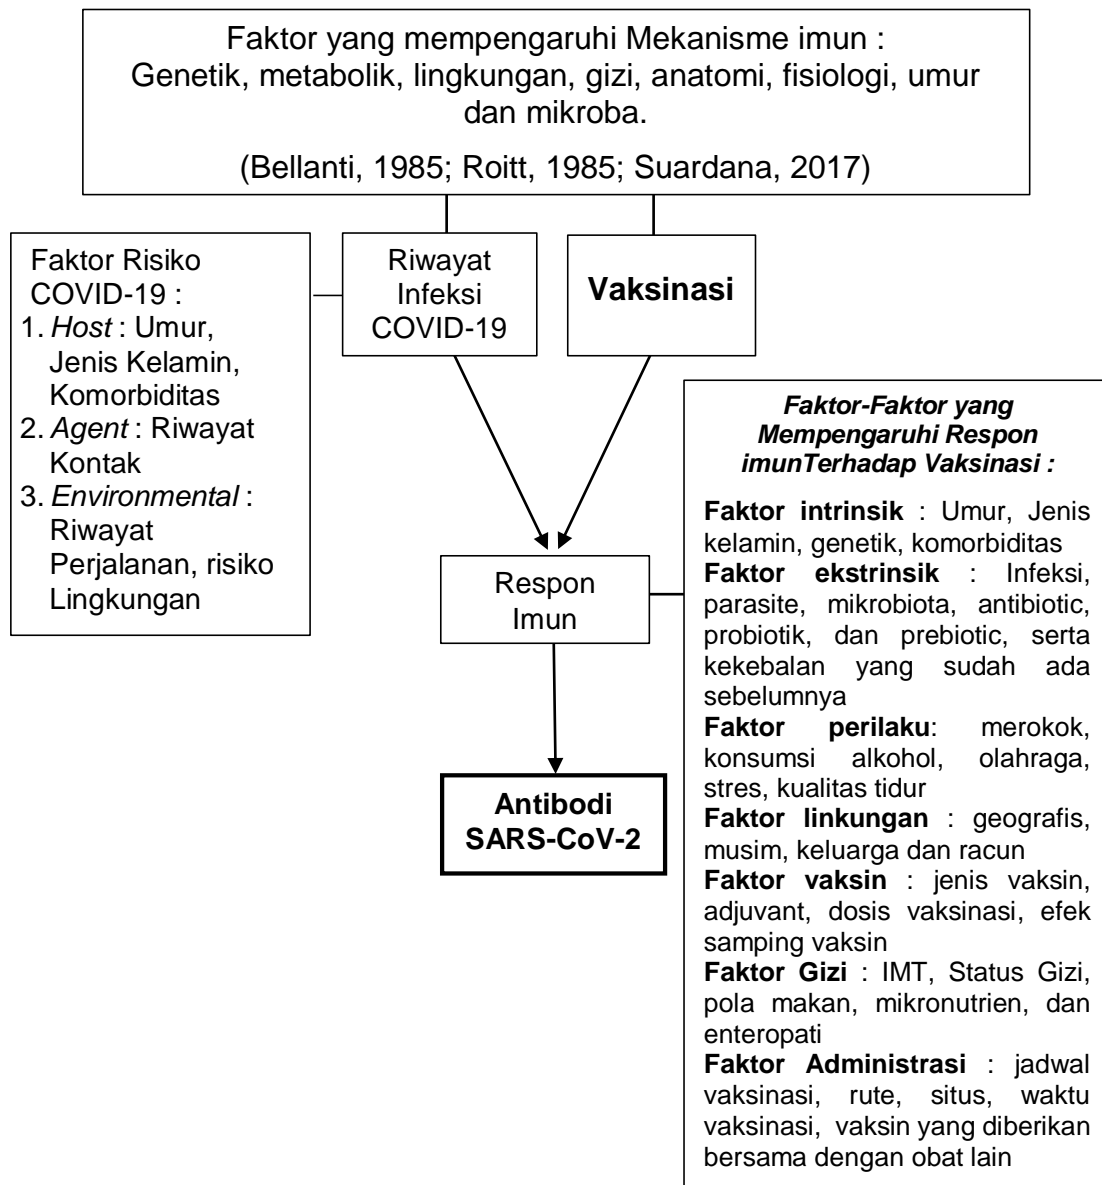 Faktor yang mempengaruhi Mekanisme imun :
Genetik, metabolik, lingkungan, gizi, anatomi, fisiologi, umur
dan mikroba.
(Bellanti, 1985; Roitt, 1985; Suardana, 2017)
Faktor Risiko
COVID-19 :
1. Host : Umur,
Jenis Kelamin,
Komorbiditas
2. Agent : Riwayat
Kontak
3. Environmental :
Riwayat
Perjalanan, risiko
Lingkungan
Riwayat
Infeksi
COVID-19
Vaksinasi
Respon
Imun
Antibodi
SARS-CoV-2
Faktor-Faktor yang
Mempengaruhi Respon
imunTerhadap Vaksinasi :
Faktor intrinsik : Umur, Jenis
kelamin, genetik, komorbiditas
Faktor ekstrinsik : Infeksi,
parasite, mikrobiota, antibiotic,
probiotik, dan prebiotic, serta
kekebalan yang sudah ada
sebelumnya
Faktor perilaku: merokok,
konsumsi alkohol, olahraga,
stres, kualitas tidur
Faktor linkungan : geografis,
musim, keluarga dan racun
Faktor vaksin : jenis vaksin,
adjuvant, dosis vaksinasi, efek
samping vaksin
Faktor Gizi : IMT, Status Gizi,
pola makan, mikronutrien, dan
enteropati
Faktor Administrasi : jadwal
vaksinasi, rute, situs, waktu
vaksinasi, vaksin yang diberikan
bersama dengan obat lain